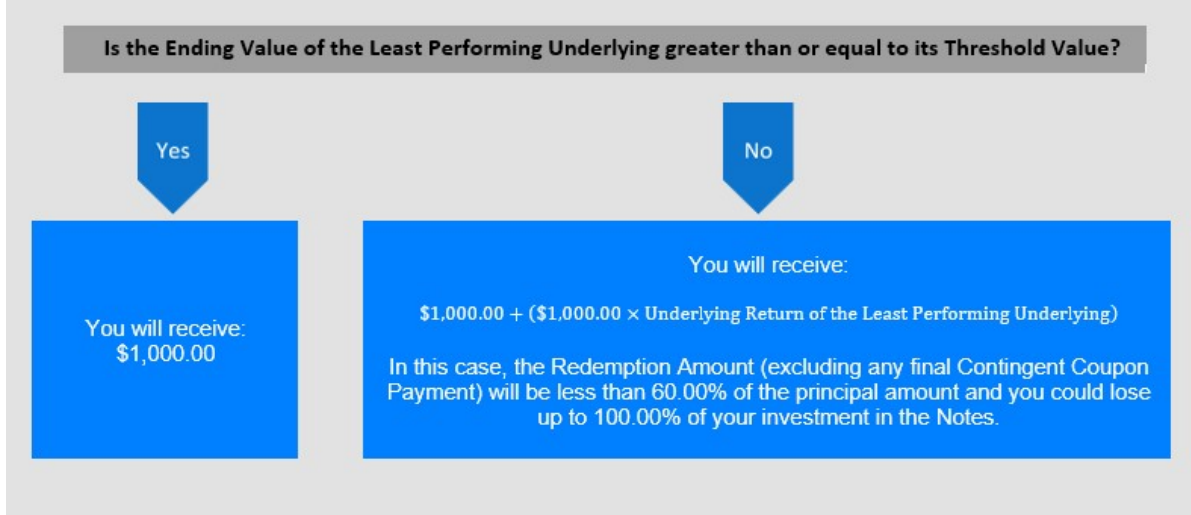 Is the Ending Value of the Least Performing Underlying greater than or equal to its Threshold Value?
Yes
No
You will receive:
$1,000.00
You will receive:
$1,000.00 + ($1,000.00 × Underlying Return of the Least Performing Underlying)
In this case, the Redemption Amount (excluding any final Contingent Coupon
Payment) will be less than 60.00% of the principal amount and you could lose
up to 100.00% of your investment in the Notes.